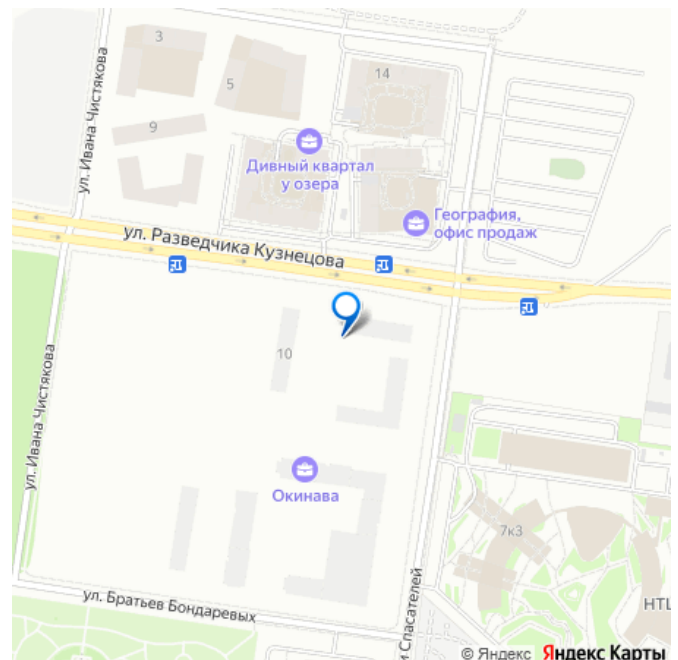 3
5
14
9
ул. Ивана Чистякова
Дивный квартал
у озера
География,
офис продаж
ул. Разведчика Кузнецова
10
ул. Ивана Чистякова
Окинава
7к3
ул. Братьев Бондаревых
и Спасателей
НТЦ
© Яндекс Яндекс Карты